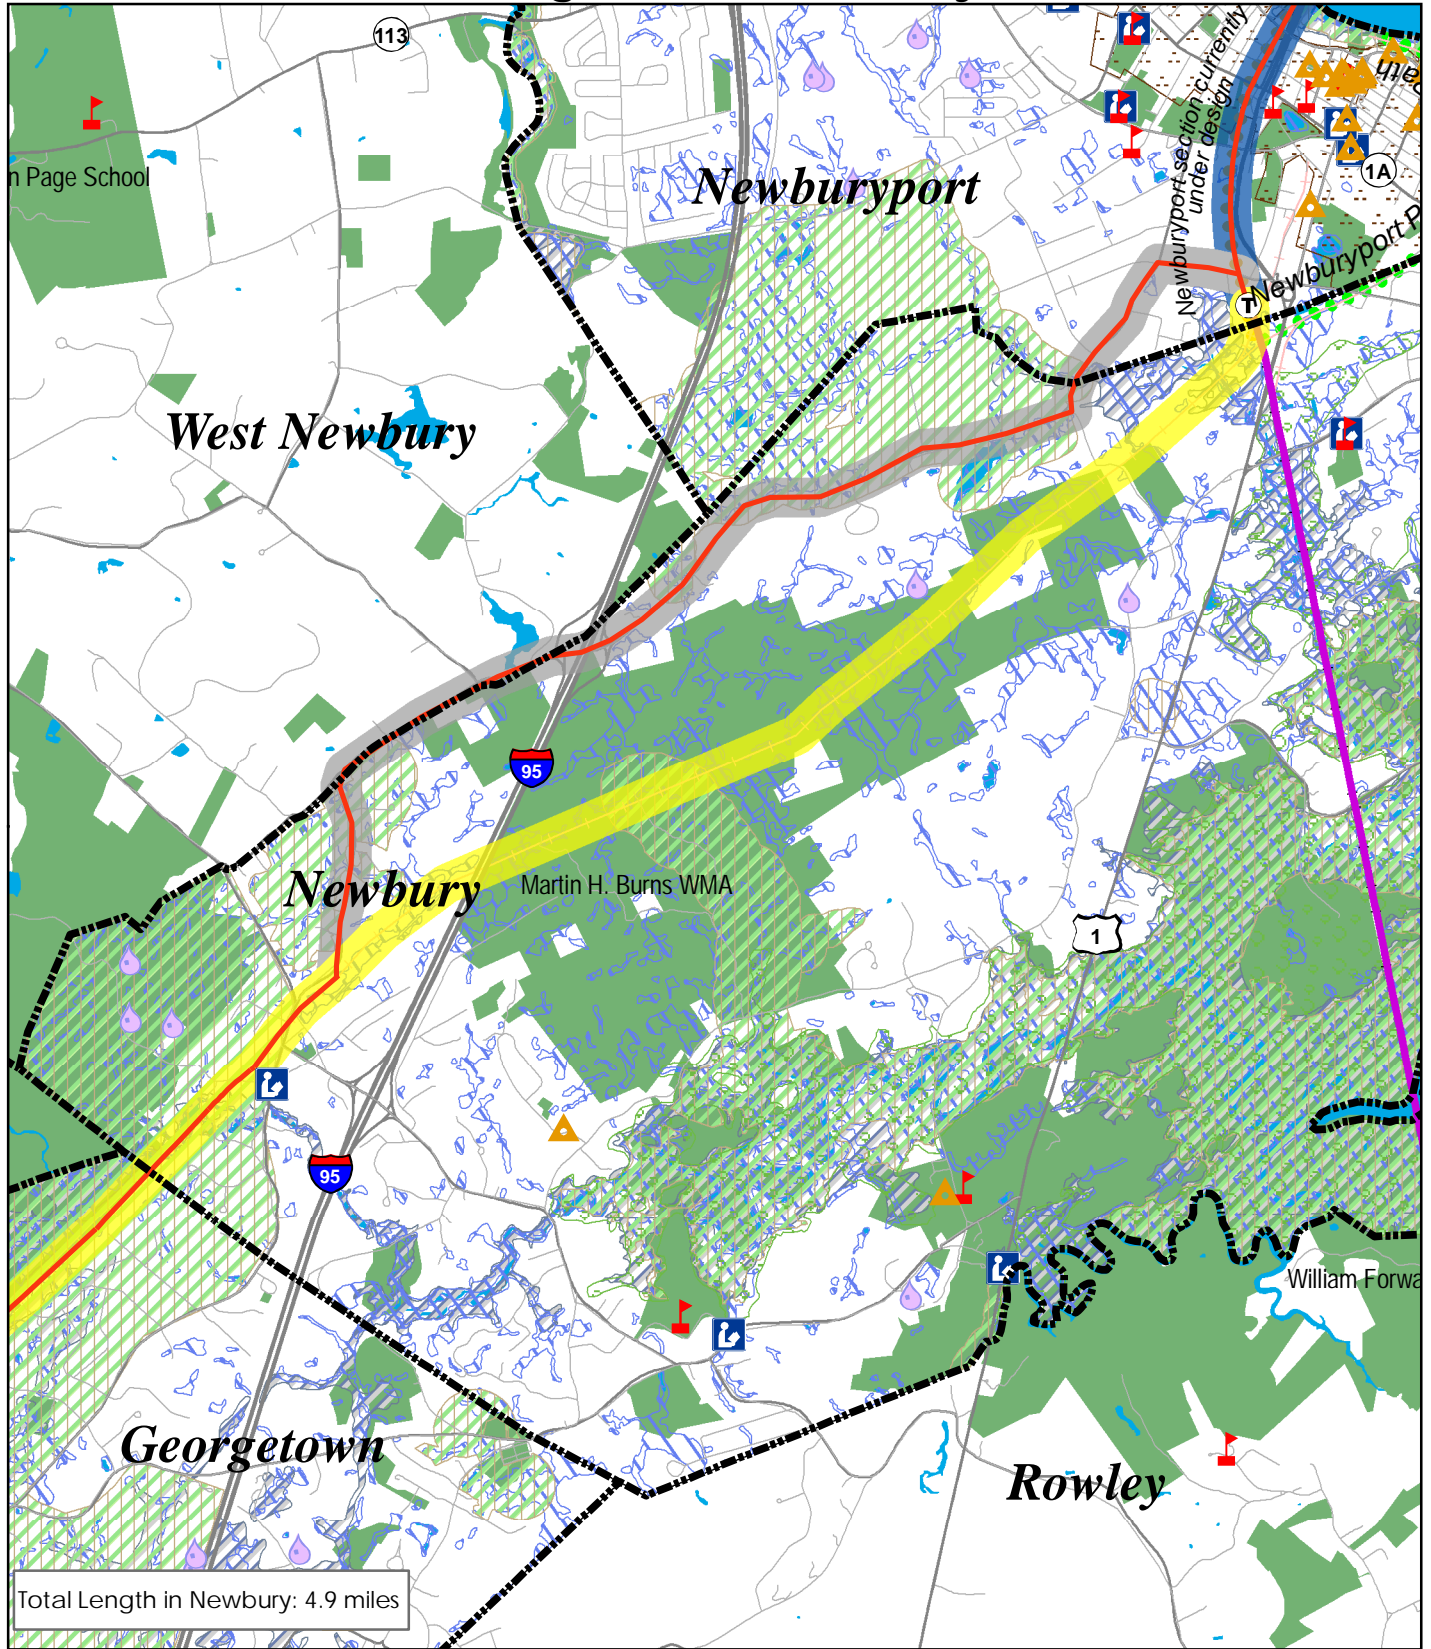 113
n Page School
Newburyport
Newburyport section currently
under design
ath
1A
T
Newburyport P
West Newbury
95
Newbury
Martin H. Burns WMA
1
95
William Forwa
Georgetown
Rowley
Total Length in Newbury: 4.9 miles